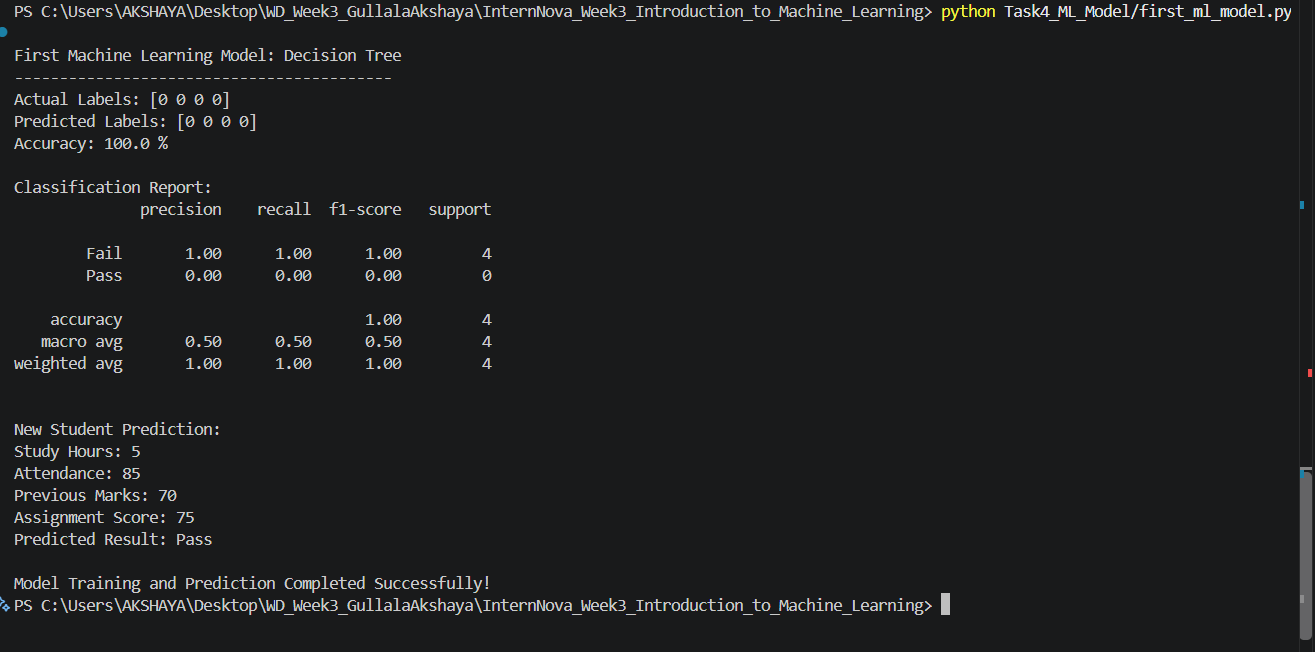 PS C:\Users\AKSHAYA\Desktop\WD_Week3_GullalaAkshaya\InternNova_Week3_Introduction_to_Machine_Learning> python Task4_ML_Model/first_ml_model.py
First Machine Learning Model: Decision Tree
------------------------------------------
Actual Labels: [0 0 0 0]
Predicted Labels: [0 0 0 0]
Accuracy: 100.0 %
Classification Report:
              precision    recall  f1-score   support
        Fail       1.00      1.00      1.00         4
        Pass       0.00      0.00      0.00         0
    accuracy                           1.00         4
   macro avg       0.50      0.50      0.50         4
weighted avg       1.00      1.00      1.00         4
New Student Prediction:
Study Hours: 5
Attendance: 85
Previous Marks: 70
Assignment Score: 75
Predicted Result: Pass
Model Training and Prediction Completed Successfully!
PS C:\Users\AKSHAYA\Desktop\WD_Week3_GullalaAkshaya\InternNova_Week3_Introduction_to_Machine_Learning>